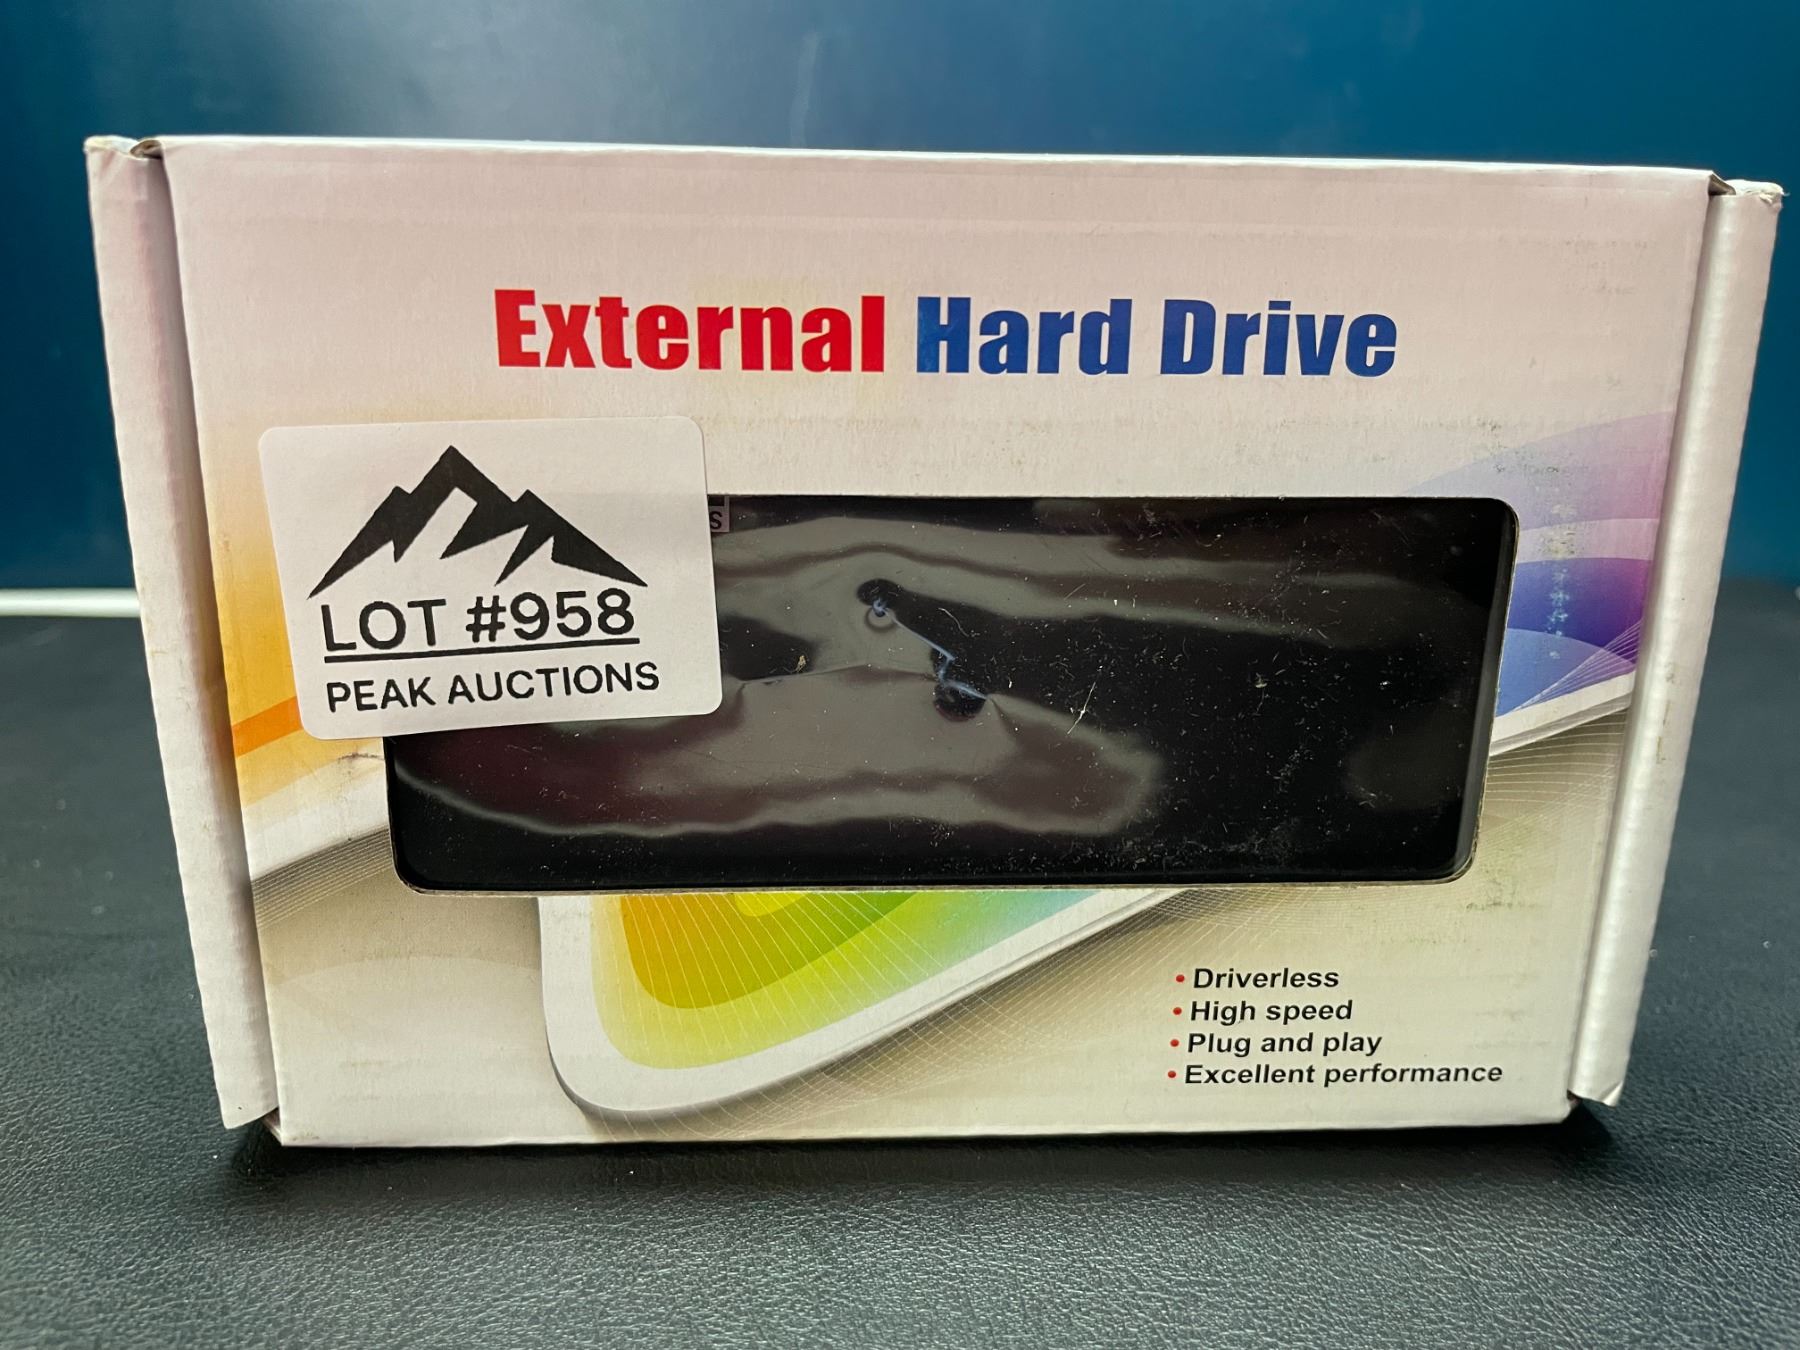 External Hard Drive
LOT #958
PEAK AUCTIONS
S
• Driverless
• High speed
• Plug and play
• Excellent performance